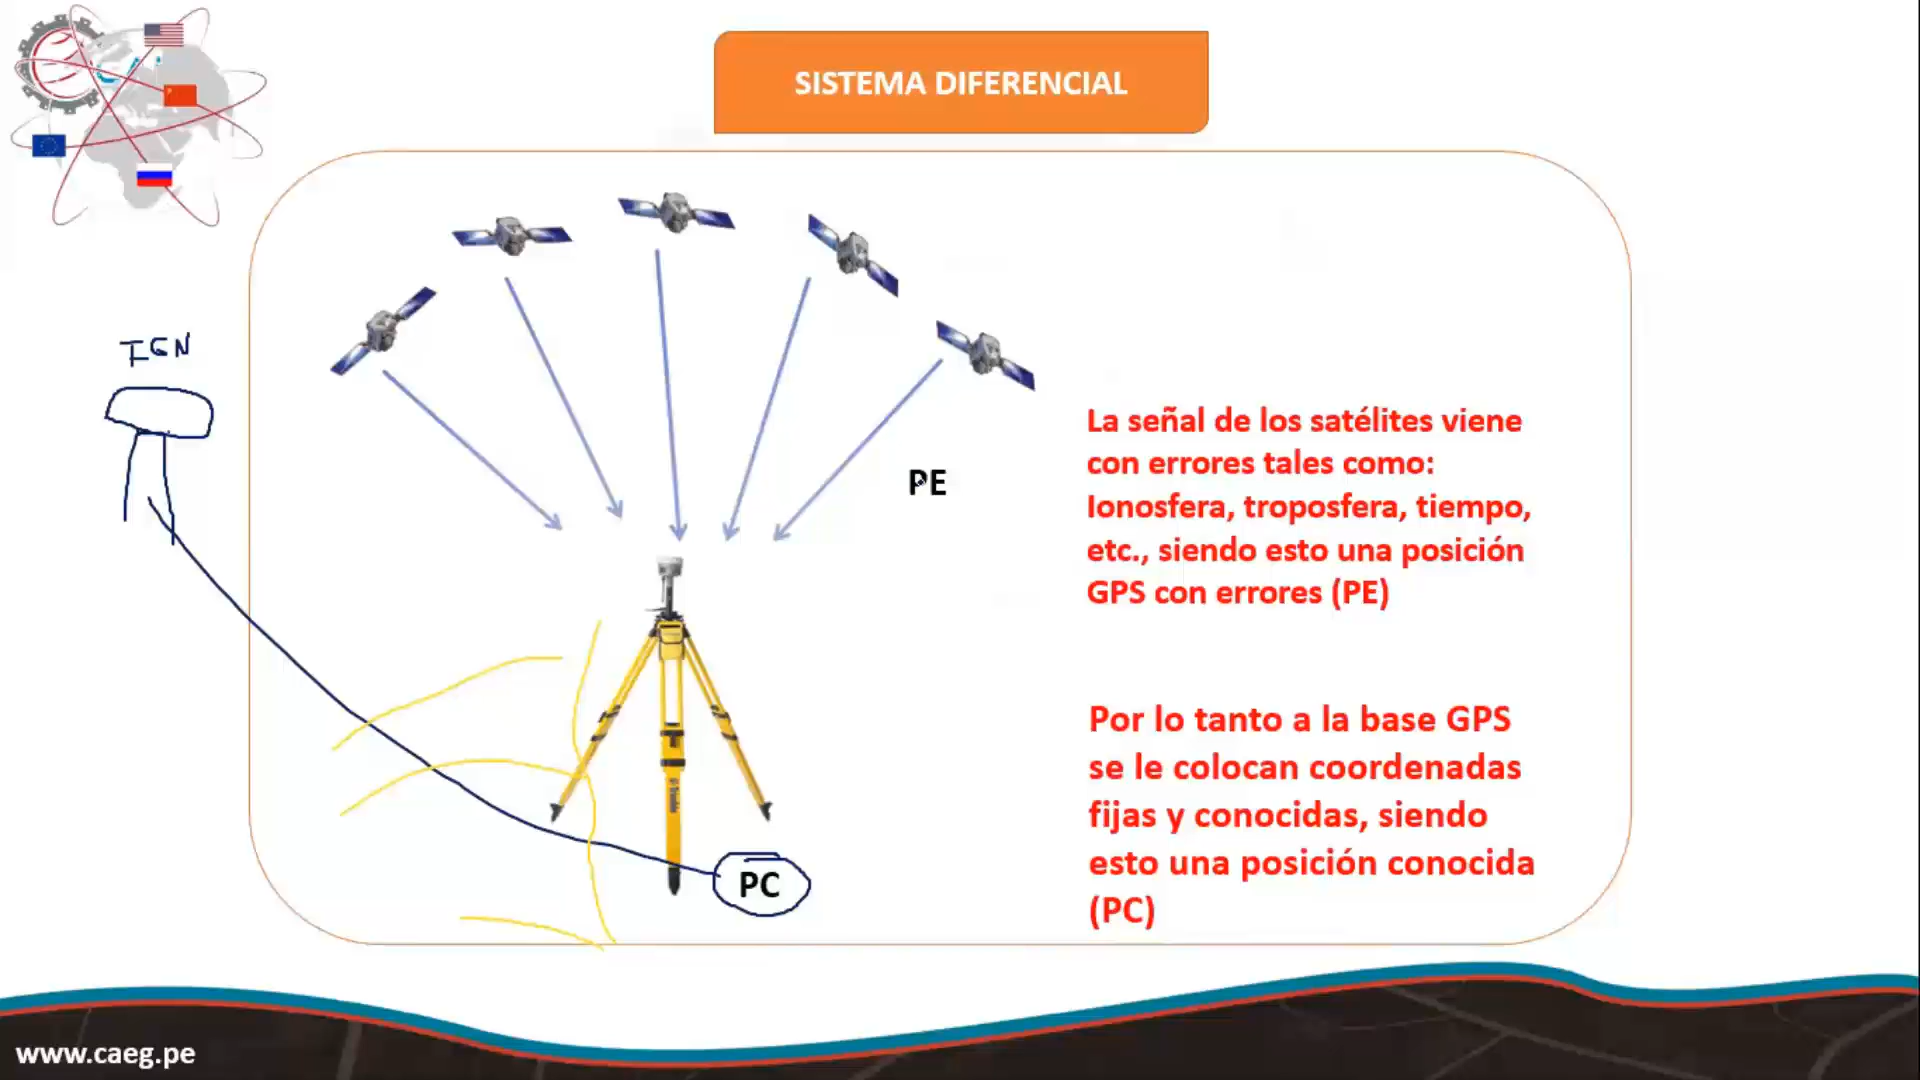 SISTEMA DIFERENCIAL
IGN
PE
La señal de los satélites viene
con errores tales como:
Ionosfera, troposfera, tiempo,
etc., siendo esto una posición
GPS con errores (PE)
Por lo tanto a la base GPS
se le colocan coordenadas
fijas y conocidas, siendo
esto una posición conocida
(PC)
PC
www.caeg.pe